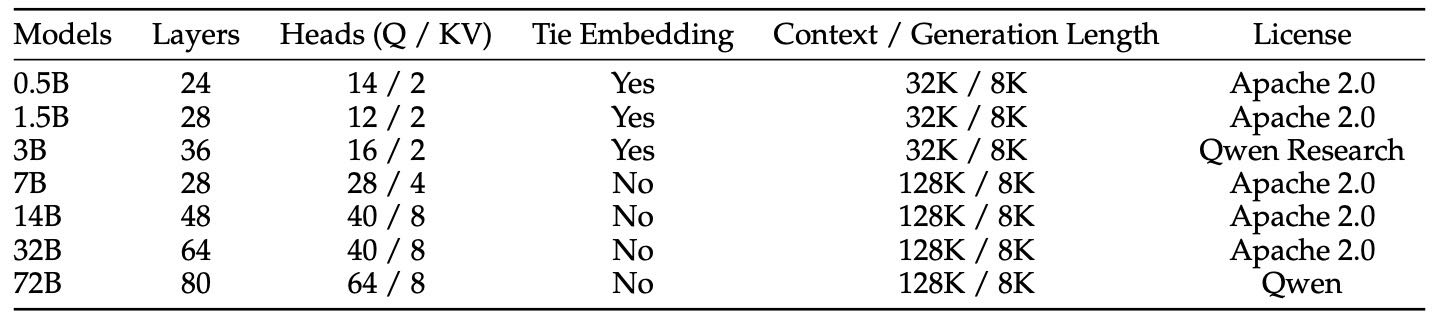 Models Layers Heads (Q / KV) Tie Embedding Context / Generation Length License
0.5B 24 14 / 2 Yes 32K / 8K Apache 2.0
1.5B 28 12 / 2 Yes 32K / 8K Apache 2.0
3B 36 16 / 2 Yes 32K / 8K Qwen Research
7B 28 28 / 4 No 128K / 8K Apache 2.0
14B 48 40 / 8 No 128K / 8K Apache 2.0
32B 64 40 / 8 No 128K / 8K Apache 2.0
72B 80 64 / 8 No 128K / 8K Qwen